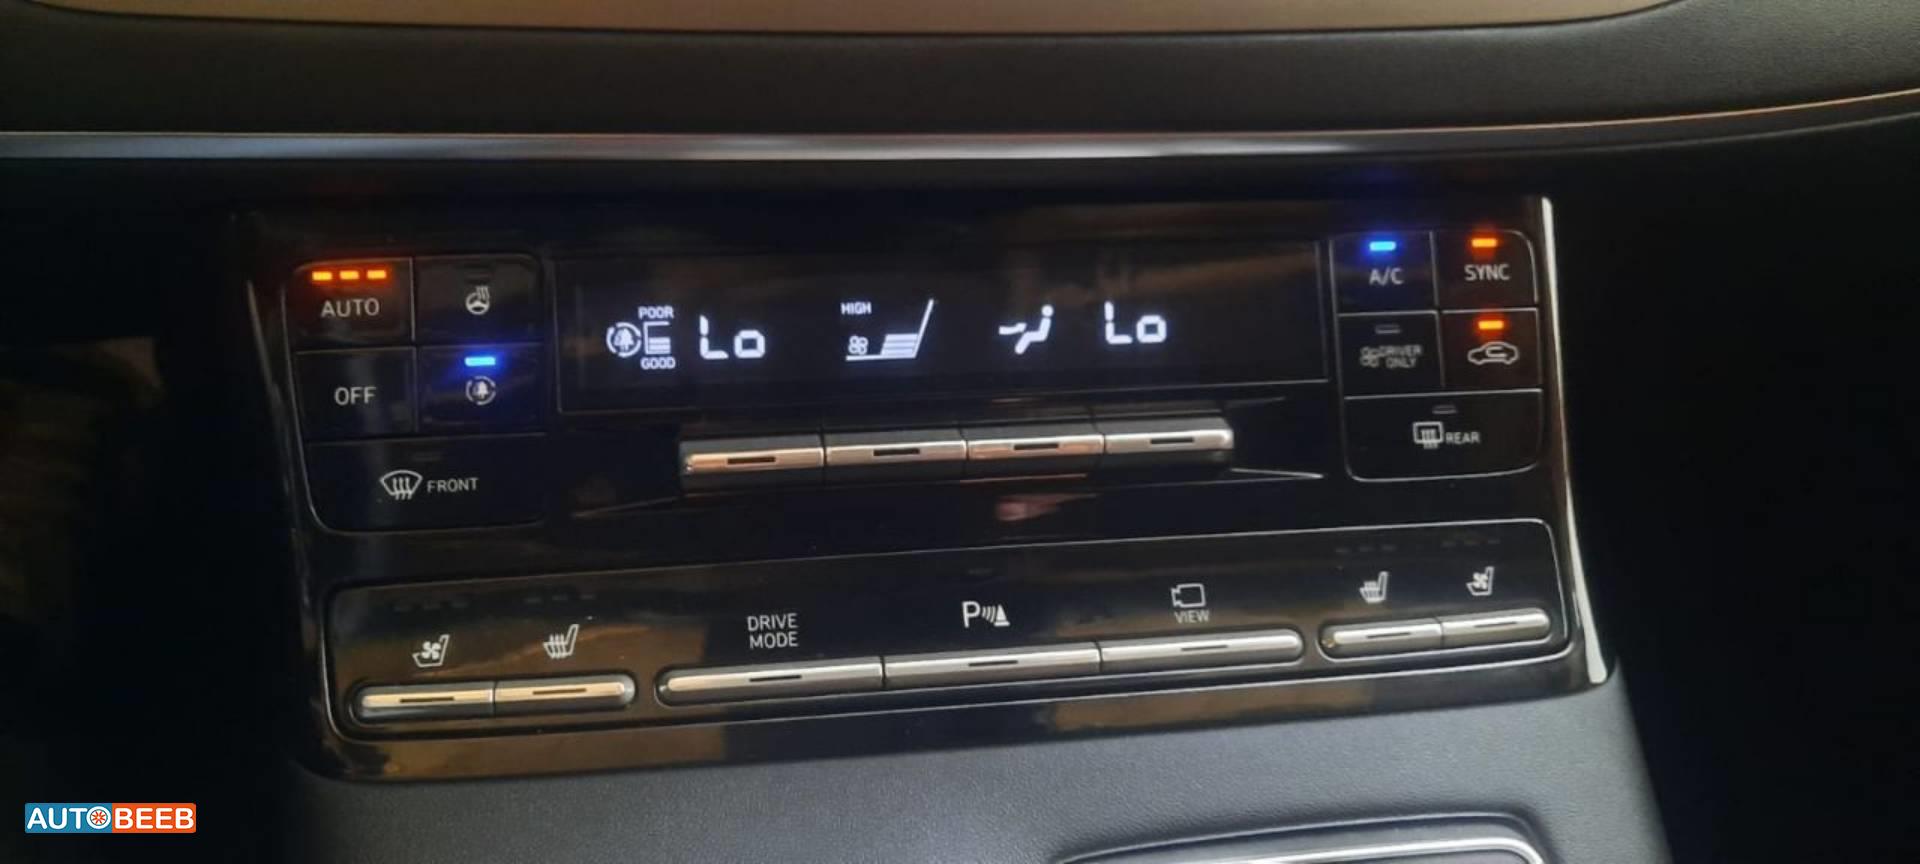 AUTO
OFF
FRONT
POOR
GOOD
Lo
HIGH
Lo
A/C
SYNC
DRIVER
ONLY
REAR
DRIVE
MODE
P
VIEW
AUTOBEEB